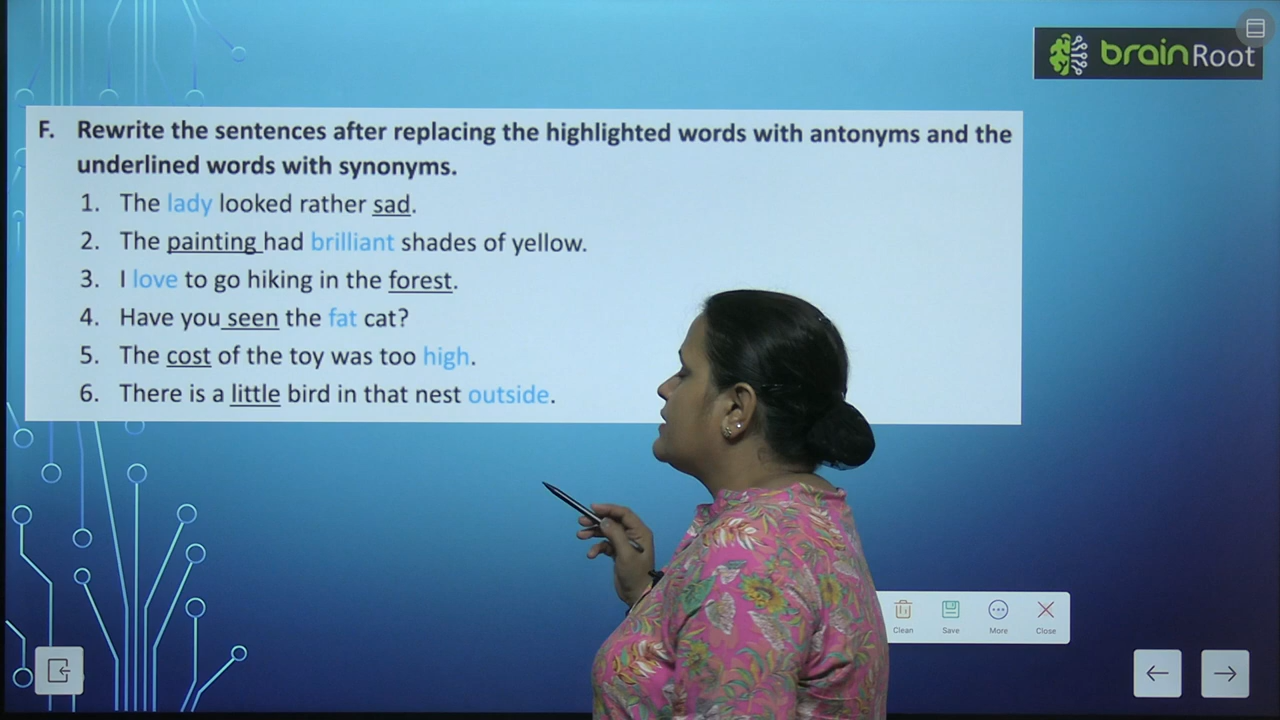 brainRoot
F. Rewrite the sentences after replacing the highlighted words with antonyms and the
underlined words with synonyms.
1. The lady looked rather sad.
2. The painting had brilliant shades of yellow.
3. I love to go hiking in the forest.
4. Have you seen the fat cat?
5. The cost of the toy was too high.
6. There is a little bird in that nest outside.
Clean Save More Close